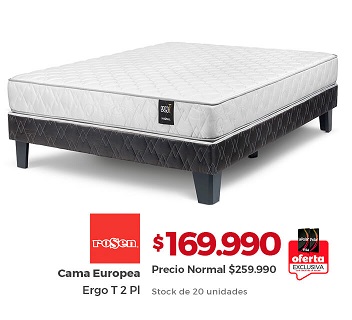 rosen
$169.990
oferta
EXCLUSIVA
Cama Europea
Precio Normal $259.990
Ergo T 2 Pl
Stock de 20 unidades